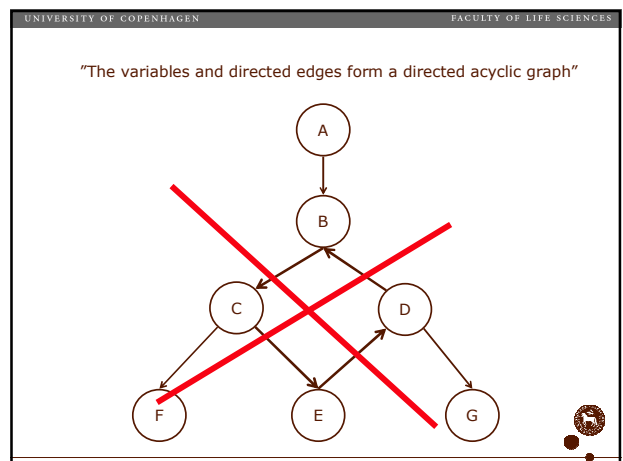 UNIVERSITY OF COPENHAGEN
FACULTY OF LIFE SCIENCES
”The variables and directed edges form a directed acyclic graph”
A
B
C
D
F
E
G